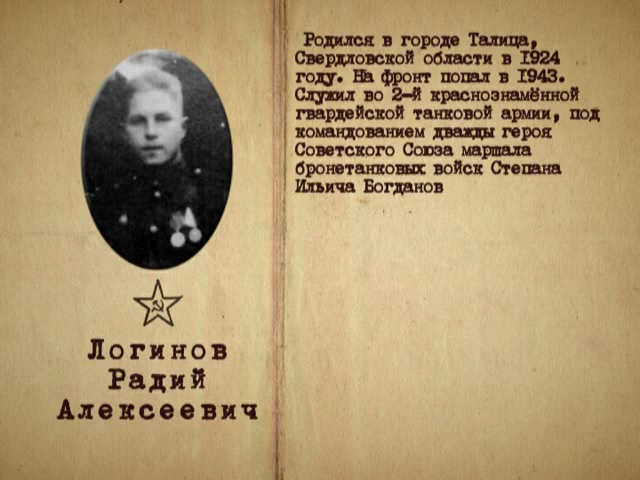 Логинов
Радий
Алексеевич
Родился в городе Талица,
Свердловской области в 1924
году. На фронт попал в 1943.
Служил во 2-й краснознамённой
гвардейской танковой армии, под
командованием дважды героя
Советского Союза маршала
бронетанковых войск Степана
Ильича Богданов